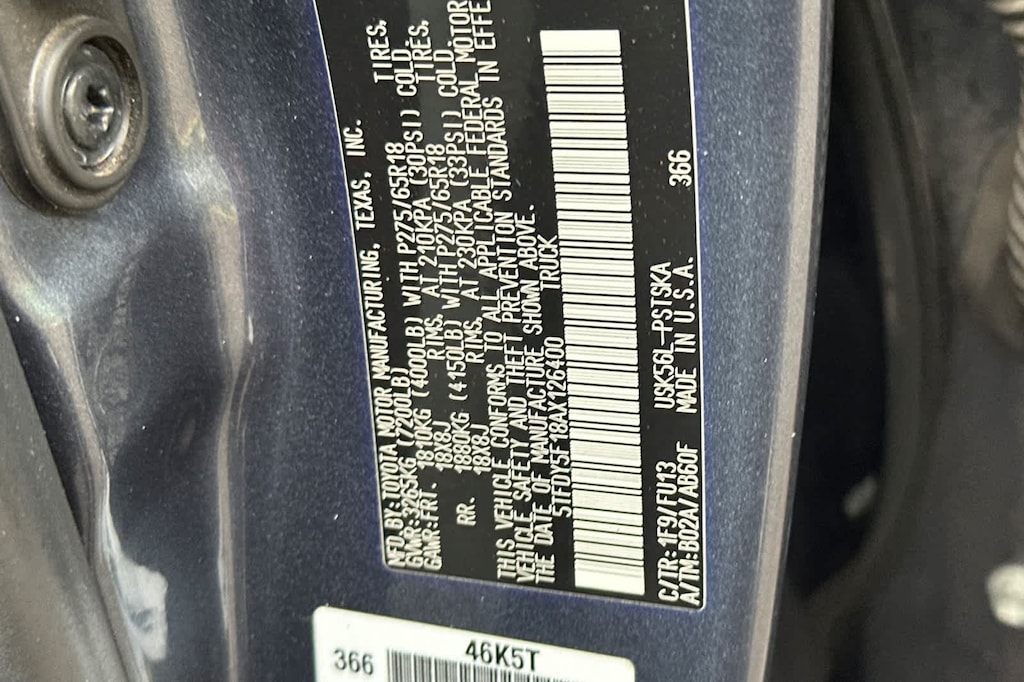 MFD.BY:TOYOTA MOTOR MANUFACTURING, TEXAS, INC.
GVWR:3265KG (7200LB)
GAWR:FRT. 1810KG (4000LB) WITH P275/65R18 TIRES.
18X8J RIMS, AT 210KPA (30PSI) COLD
RR. 1880KG (4150LB) WITH P275/65R18 TIRES.
18X8J RIMS, AT 230KPA (33PSI) COLD
THIS VEHICLE CONFORMS TO ALL APPLICABLE FEDERAL MOTOR
VEHICLE SAFETY AND THEFT PREVENTION STANDARDS IN EFFE
THE DATE OF MANUFACTURE SHOWN ABOVE.
5TFDY5F18AX126400 TRUCK
C/TR:1F9/FU13 USK56L-PSTSKA 366
A/TM:B02A/AB60F MADE IN U.S.A.
366 46K5T